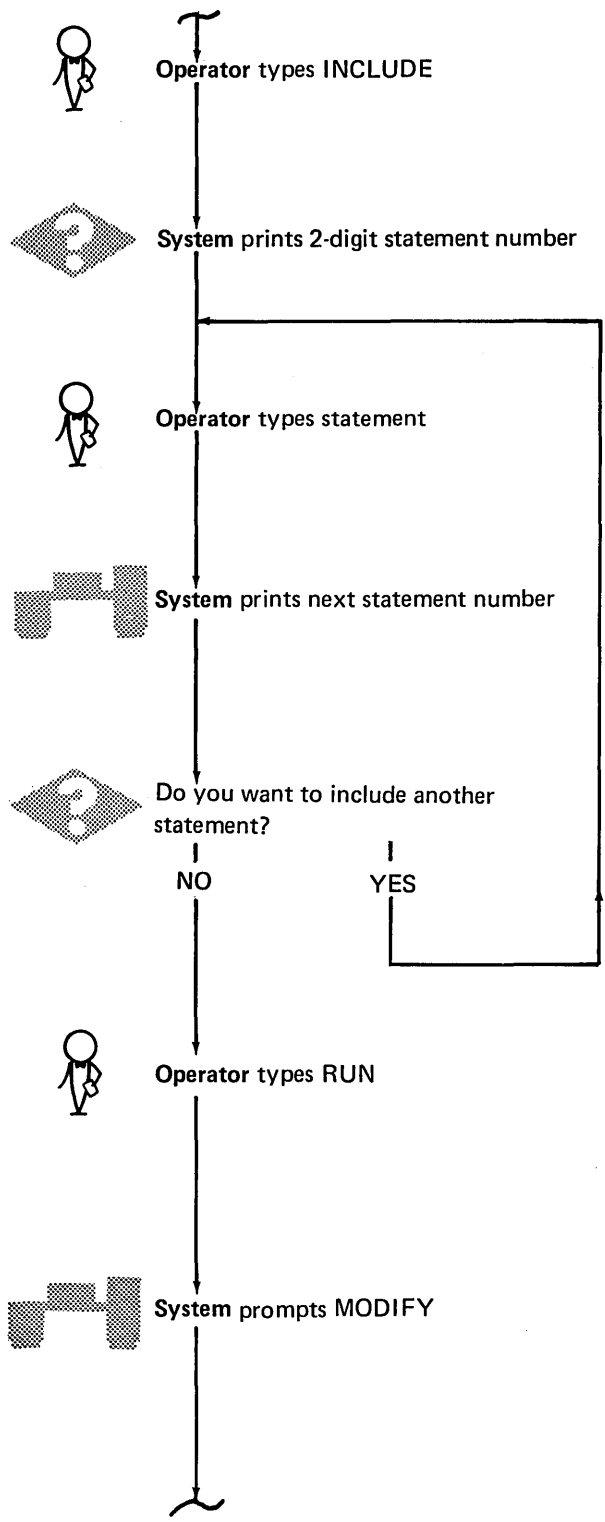 Operator types INCLUDE
?
System prints 2-digit statement number
Operator types statement
System prints next statement number
?
Do you want to include another
statement?
NO YES
Operator types RUN
System prompts MODIFY